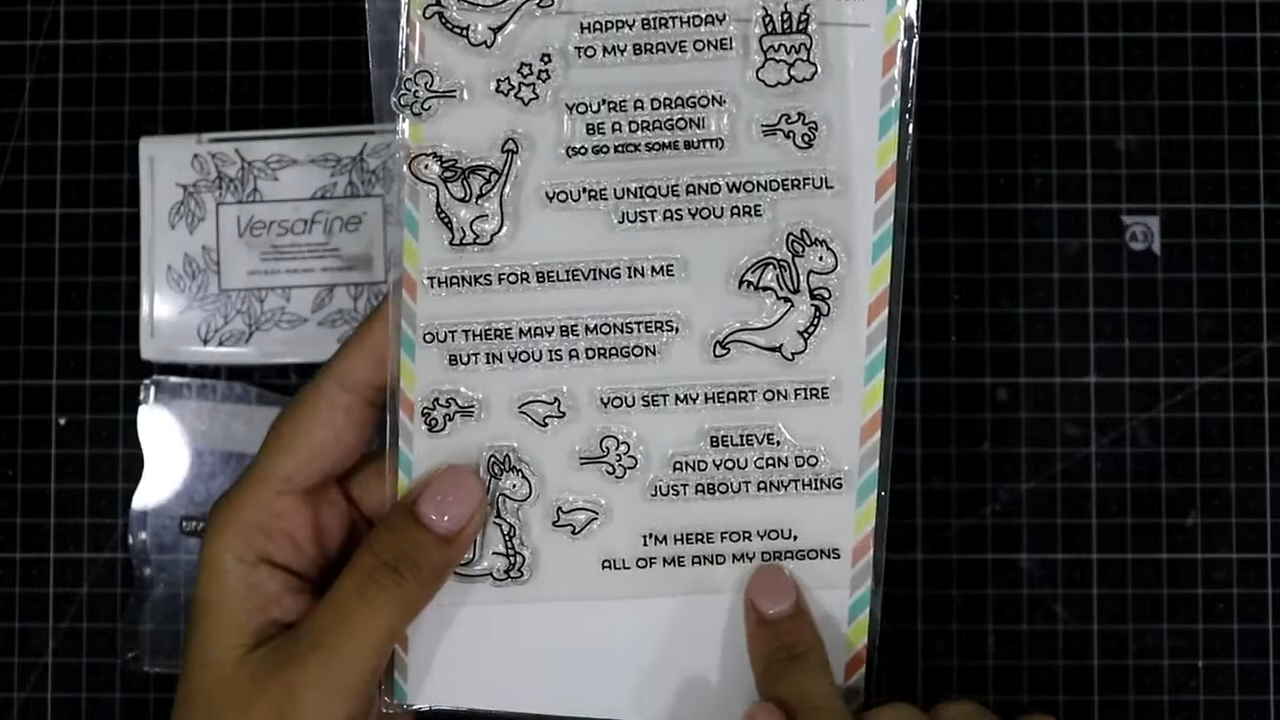 HAPPY BIRTHDAY
TO MY BRAVE ONE!
YOU'RE A DRAGON.
BE A DRAGON!
(SO GO KICK SOME BUTT!)
YOU'RE UNIQUE AND WONDERFUL
JUST AS YOU ARE
THANKS FOR BELIEVING IN ME
OUT THERE MAY BE MONSTERS,
BUT IN YOU IS A DRAGON.
YOU SET MY HEART ON FIRE
BELIEVE,
AND YOU CAN DO
JUST ABOUT ANYTHING
I'M HERE FOR YOU,
ALL OF ME AND MY DRAGONS
VersaFine
A3